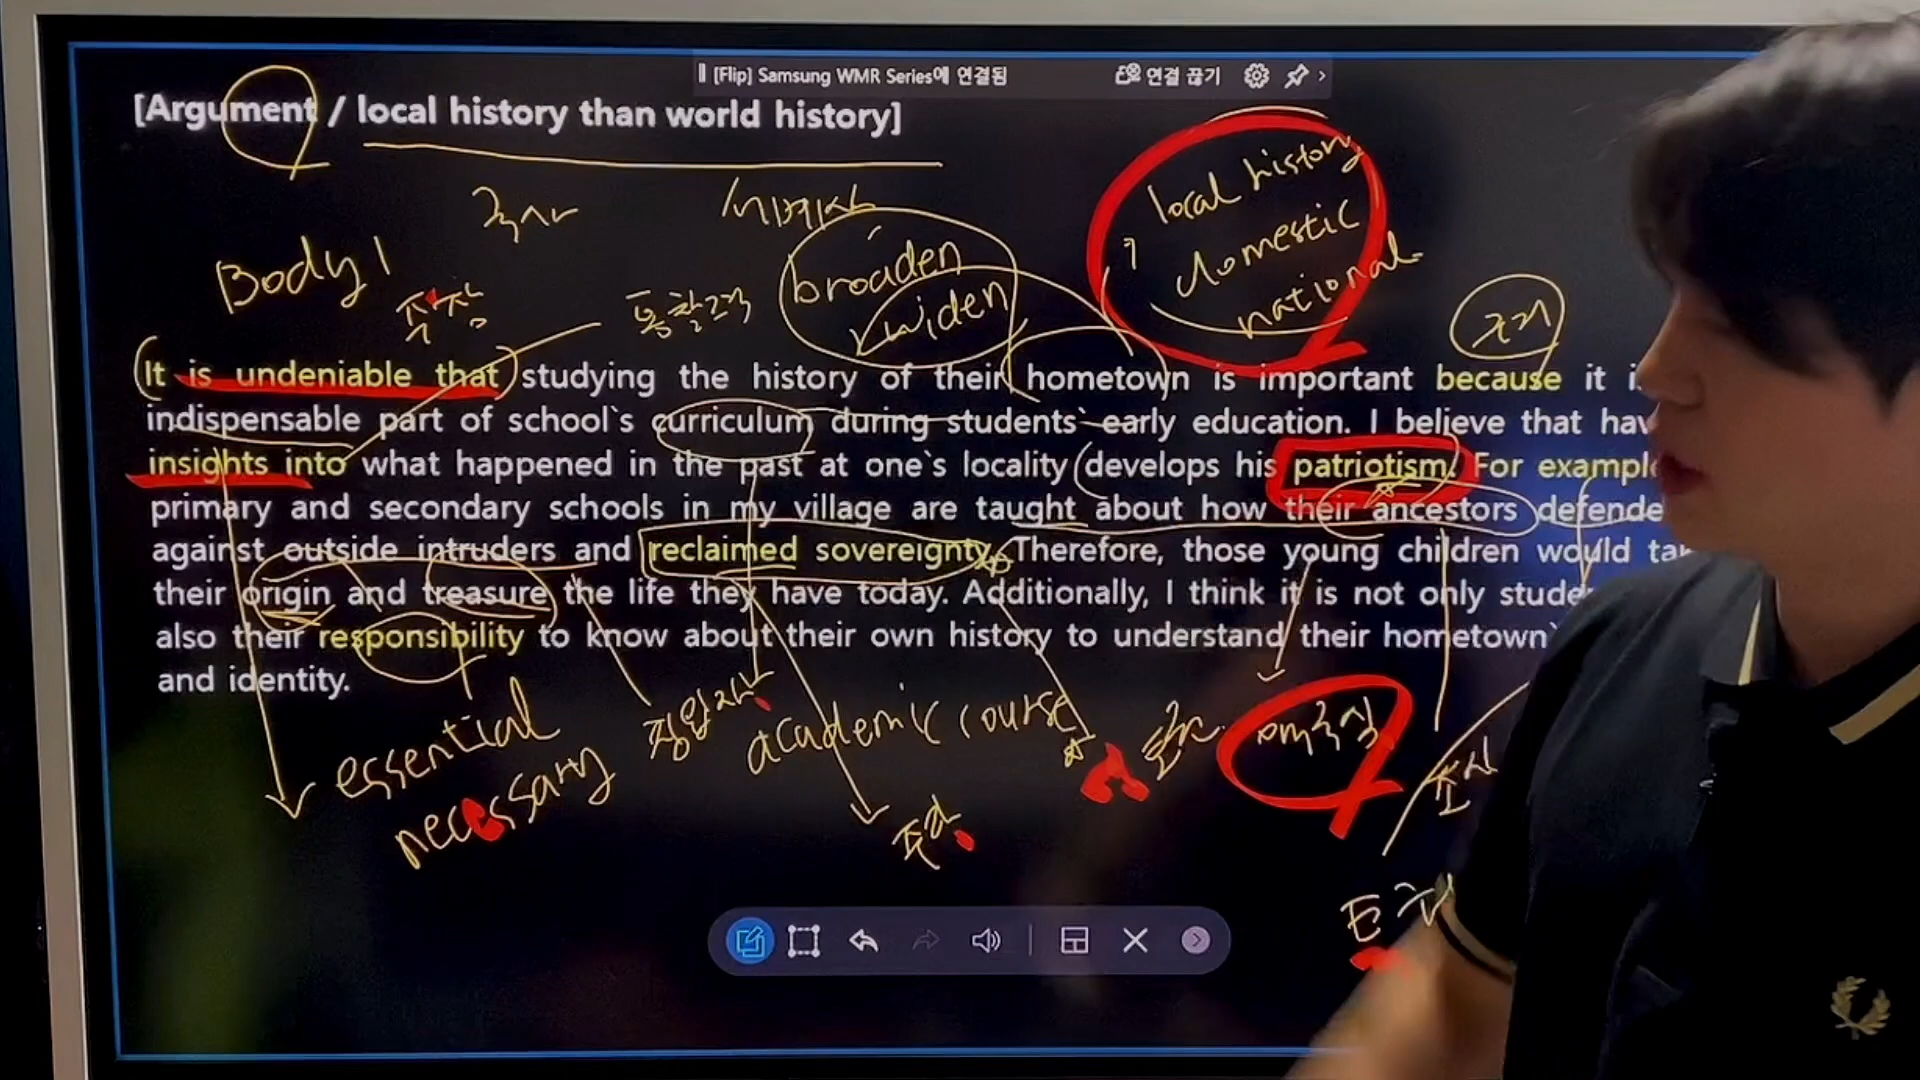 [Flip] Samsung WMR Series에 연결됨
연결 끊기
[Argument / local history than world history]
국사
세계사
local history
domestic
national
Body 1
주장
통찰력
broaden
widen
It is undeniable that studying the history of their hometown is important because it
indispensable part of school`s curriculum during students` early education. I believe that
insights into what happened in the past at one`s locality develops his patriotism. For
primary and secondary schools in my village are taught about how their ancestors
against outside intruders and reclaimed sovereignty. Therefore, those young children would
their origin and treasure the life they have today. Additionally, I think it is not only
also their responsibility to know about their own history to understand their hometown`
and identity.
essential
necessary
academic course
애국심
조상